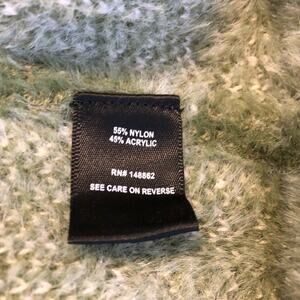 55% NYLON
45% ACRYLIC
RN# 148862
SEE CARE ON REVERSE